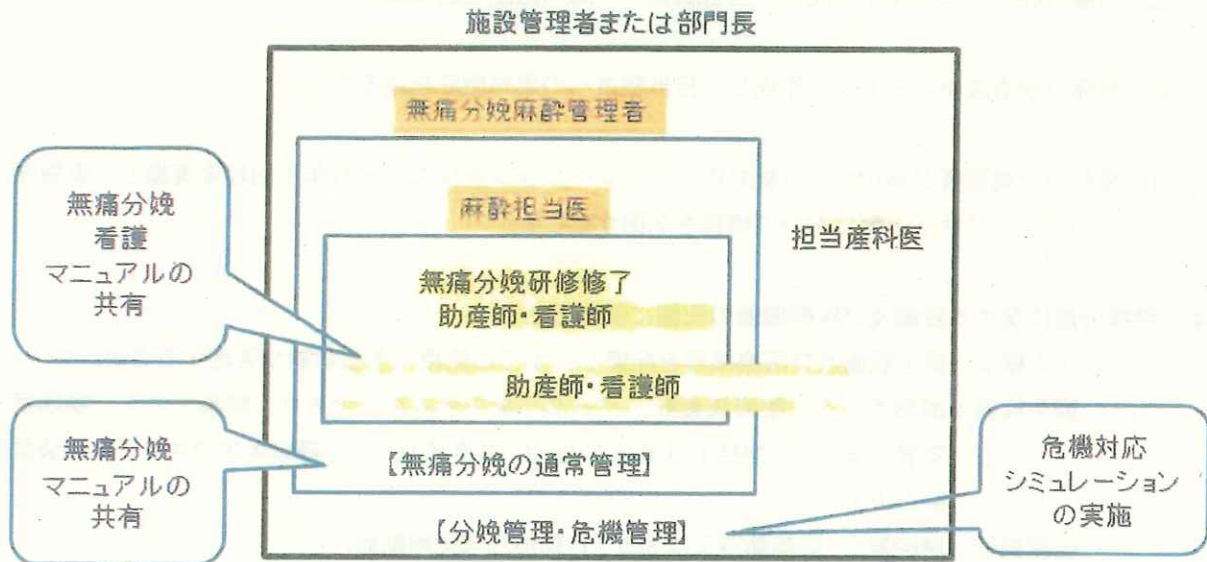 施設管理者または部門長
無痛分娩麻酔管理者
麻酔担当医
担当産科医
無痛分娩研修修了
助産師・看護師
助産師・看護師
【無痛分娩の通常管理】
【分娩管理・危機管理】
無痛分娩
看護
マニュアルの
共有
無痛分娩
マニュアルの
共有
危機対応
シミュレーション
の実施